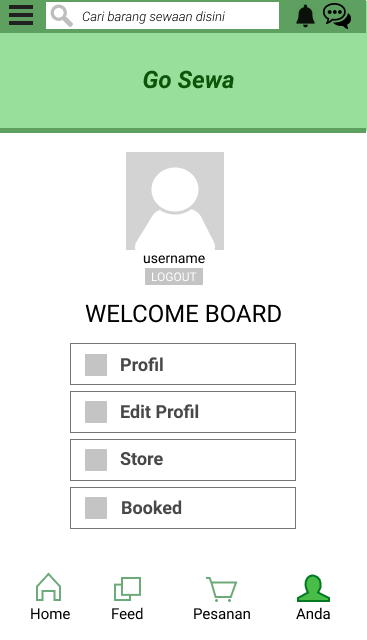 Cari barang sewaan disini
Go Sewa
username
LOGOUT
WELCOME BOARD
Profil
Edit Profil
Store
Booked
Home Feed Pesanan Anda